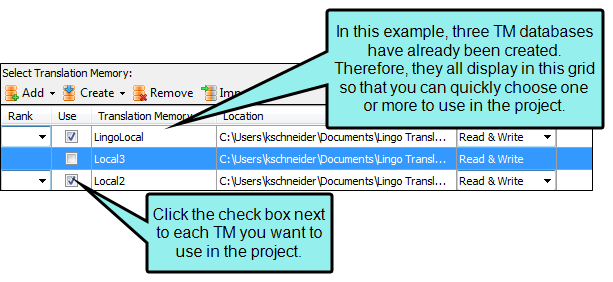 In this example, three TM databases
have already been created.
Therefore, they all display in this grid
so that you can quickly choose one
or more to use in the project.
Select Translation Memory:
Add Create Remove
Rank Use Translation Memory Location
LingoLocal C:\Users\kschneider\Documents\Lingo Transl... Read & Write
Local3 C:\Users\kschneider\Documents\Lingo Transl... Read & Write
Local2 C:\Users\kschneider\Documents\Lingo Transl... Read & Write
Click the check box next
to each TM you want to
use in the project.